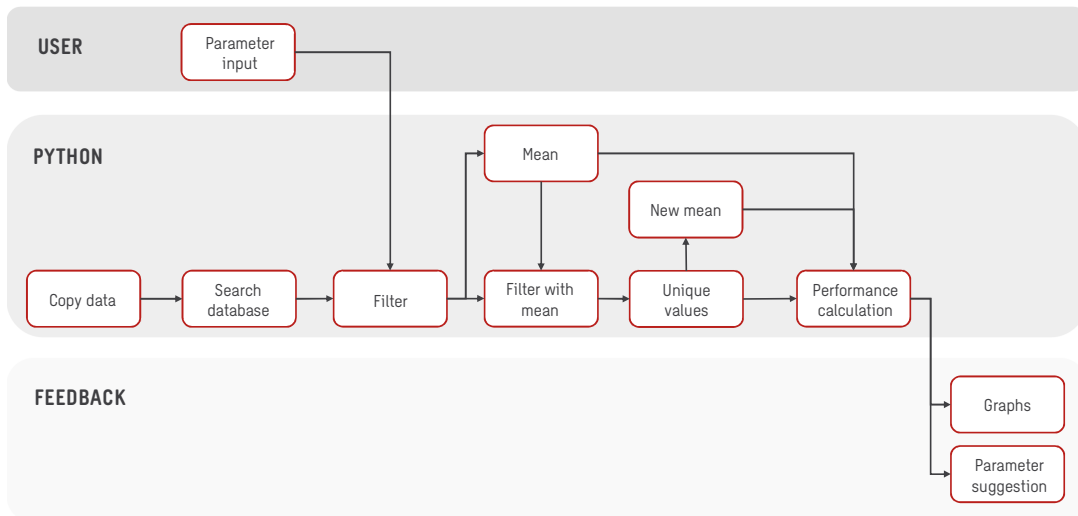 USER
Parameter
input
PYTHON
Mean
New mean
Copy data
Search
database
Filter
Filter with
mean
Unique
values
Performance
calculation
FEEDBACK
Graphs
Parameter
suggestion